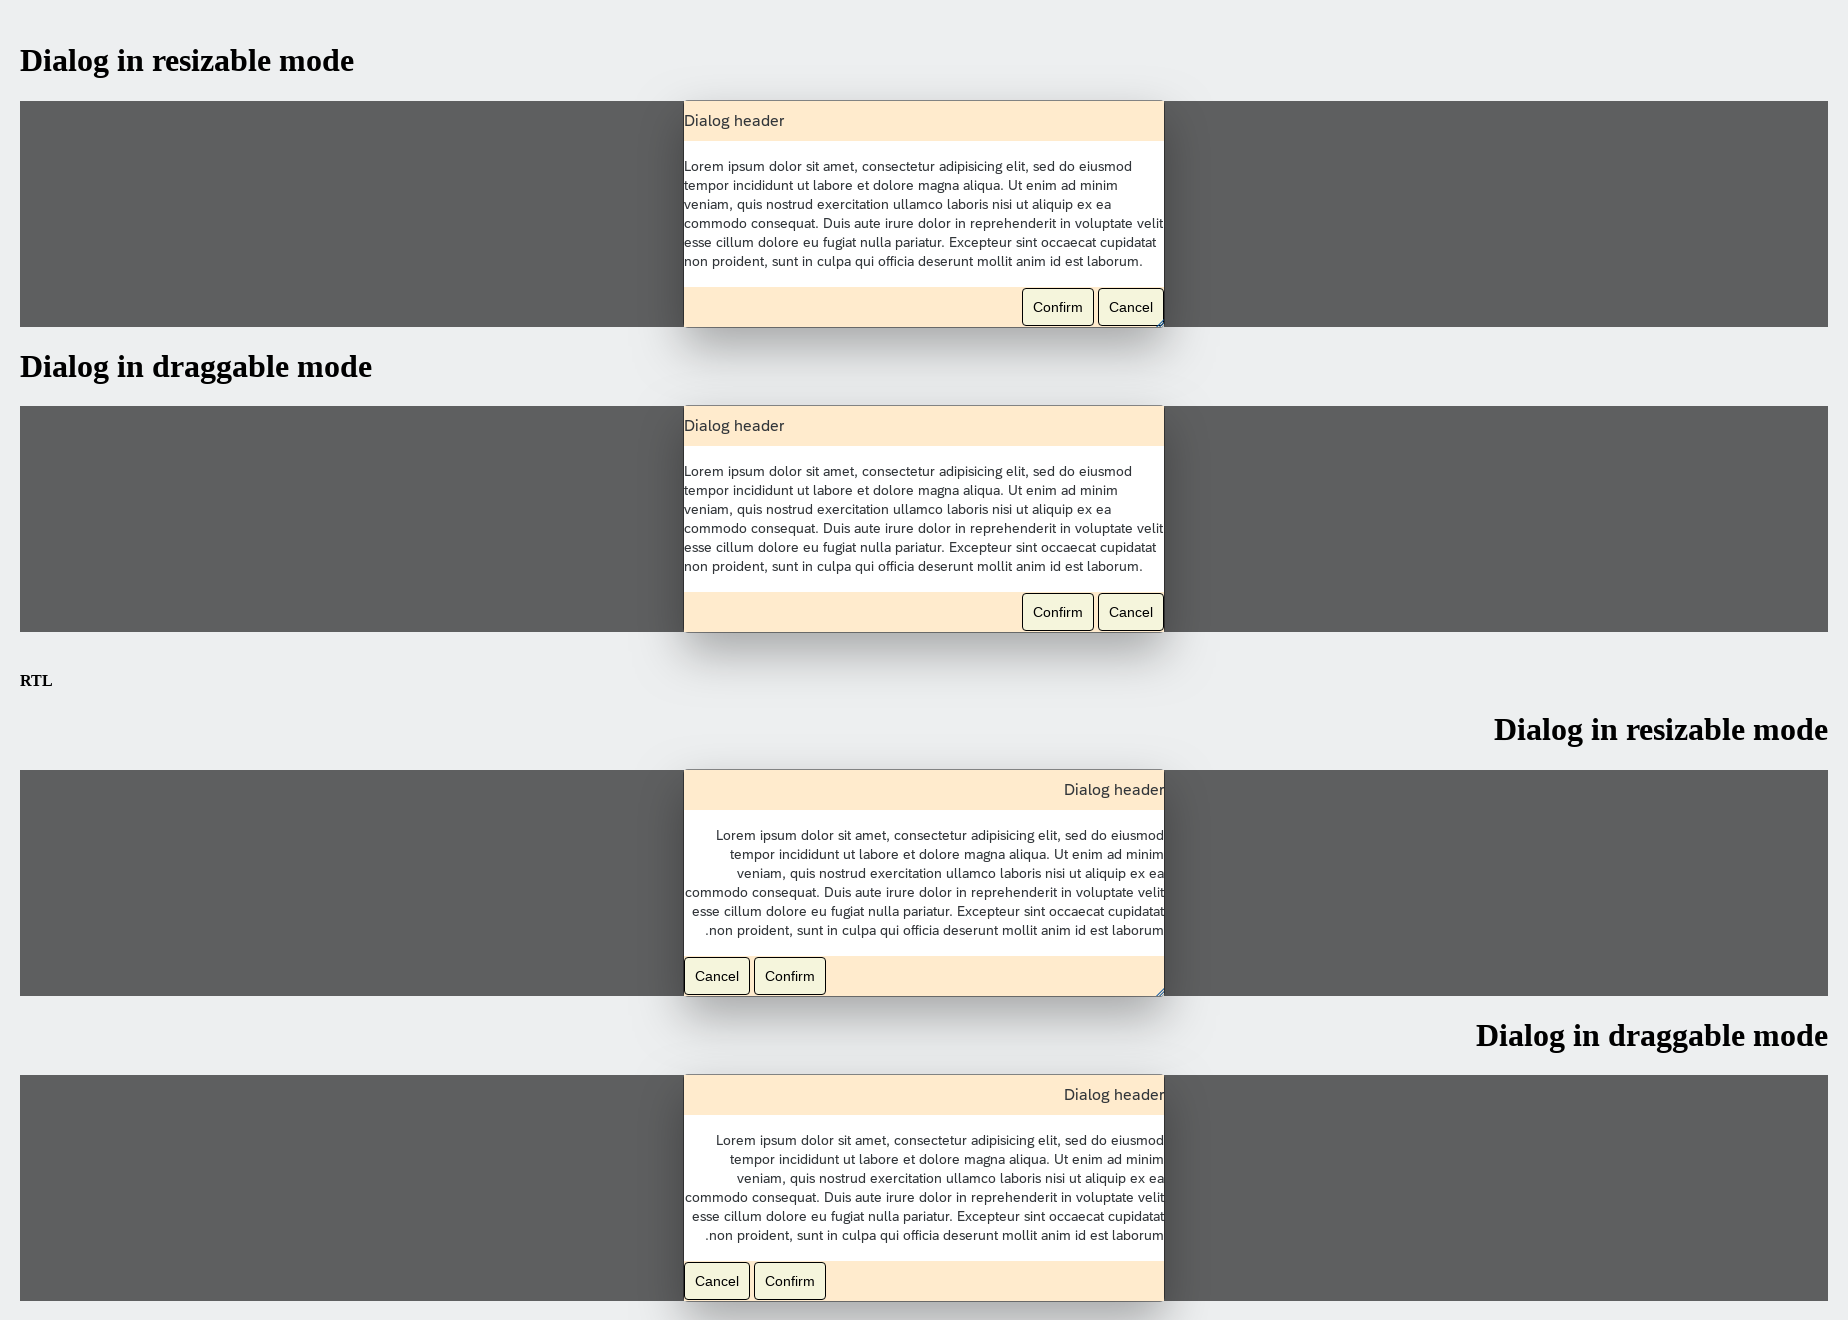 Dialog in resizable mode
Dialog header
Lorem ipsum dolor sit amet, consectetur adipisicing elit, sed do eiusmod
tempor incididunt ut labore et dolore magna aliqua. Ut enim ad minim
veniam, quis nostrud exercitation ullamco laboris nisi ut aliquip ex ea
commodo consequat. Duis aute irure dolor in reprehenderit in voluptate velit
esse cillum dolore eu fugiat nulla pariatur. Excepteur sint occaecat cupidatat
non proident, sunt in culpa qui officia deserunt mollit anim id est laborum.
Confirm Cancel
Dialog in draggable mode
Dialog header
Lorem ipsum dolor sit amet, consectetur adipisicing elit, sed do eiusmod
tempor incididunt ut labore et dolore magna aliqua. Ut enim ad minim
veniam, quis nostrud exercitation ullamco laboris nisi ut aliquip ex ea
commodo consequat. Duis aute irure dolor in reprehenderit in voluptate velit
esse cillum dolore eu fugiat nulla pariatur. Excepteur sint occaecat cupidatat
non proident, sunt in culpa qui officia deserunt mollit anim id est laborum.
Confirm Cancel
RTL
Dialog in resizable mode
Dialog header
Lorem ipsum dolor sit amet, consectetur adipisicing elit, sed do eiusmod
tempor incididunt ut labore et dolore magna aliqua. Ut enim ad minim
veniam, quis nostrud exercitation ullamco laboris nisi ut aliquip ex ea
commodo consequat. Duis aute irure dolor in reprehenderit in voluptate velit
esse cillum dolore eu fugiat nulla pariatur. Excepteur sint occaecat cupidatat
.non proident, sunt in culpa qui officia deserunt mollit anim id est laborum
Cancel Confirm
Dialog in draggable mode
Dialog header
Lorem ipsum dolor sit amet, consectetur adipisicing elit, sed do eiusmod
tempor incididunt ut labore et dolore magna aliqua. Ut enim ad minim
veniam, quis nostrud exercitation ullamco laboris nisi ut aliquip ex ea
commodo consequat. Duis aute irure dolor in reprehenderit in voluptate velit
esse cillum dolore eu fugiat nulla pariatur. Excepteur sint occaecat cupidatat
.non proident, sunt in culpa qui officia deserunt mollit anim id est laborum
Cancel Confirm